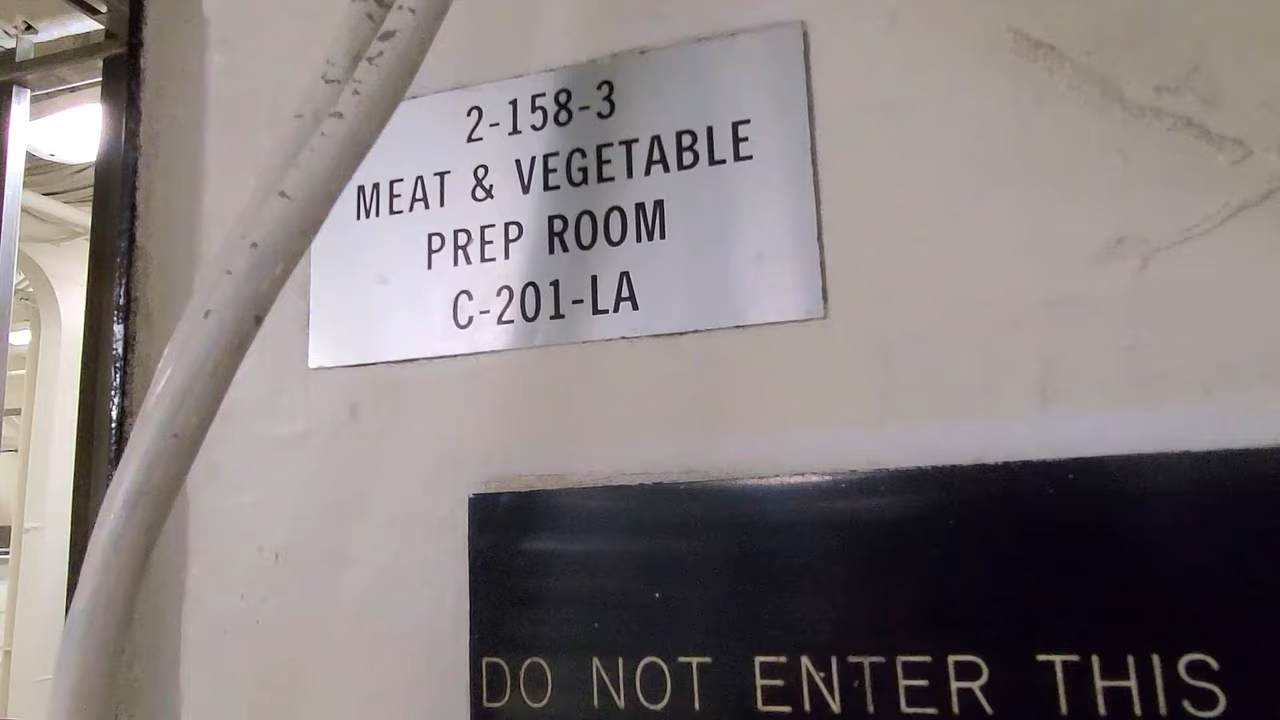 2-158-3
MEAT & VEGETABLE
PREP ROOM
C-201-LA
DO NOT ENTER THIS